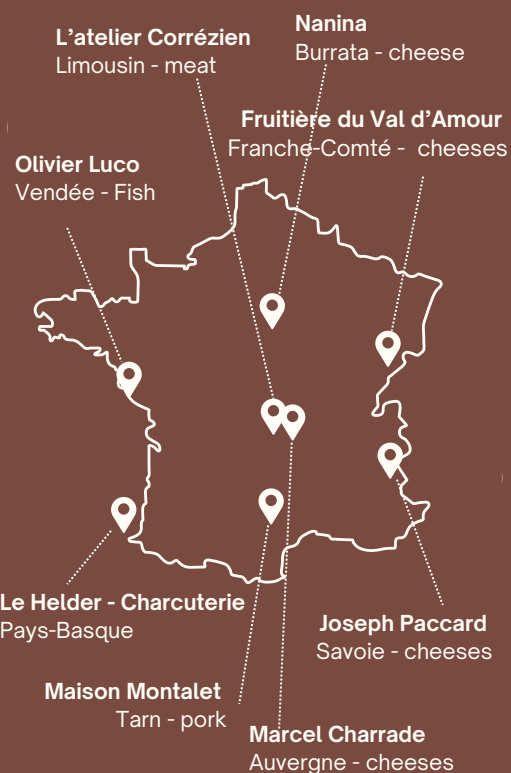 Nanina
Burrata - cheese
L’atelier Corrézien
Limousin - meat
Fruitière du Val d’Amour
Franche-Comté - cheeses
Olivier Luco
Vendée - Fish
Le Helder - Charcuterie
Pays-Basque
Joseph Paccard
Savoie - cheeses
Maison Montalet
Tarn - pork
Marcel Charrade
Auvergne - cheeses